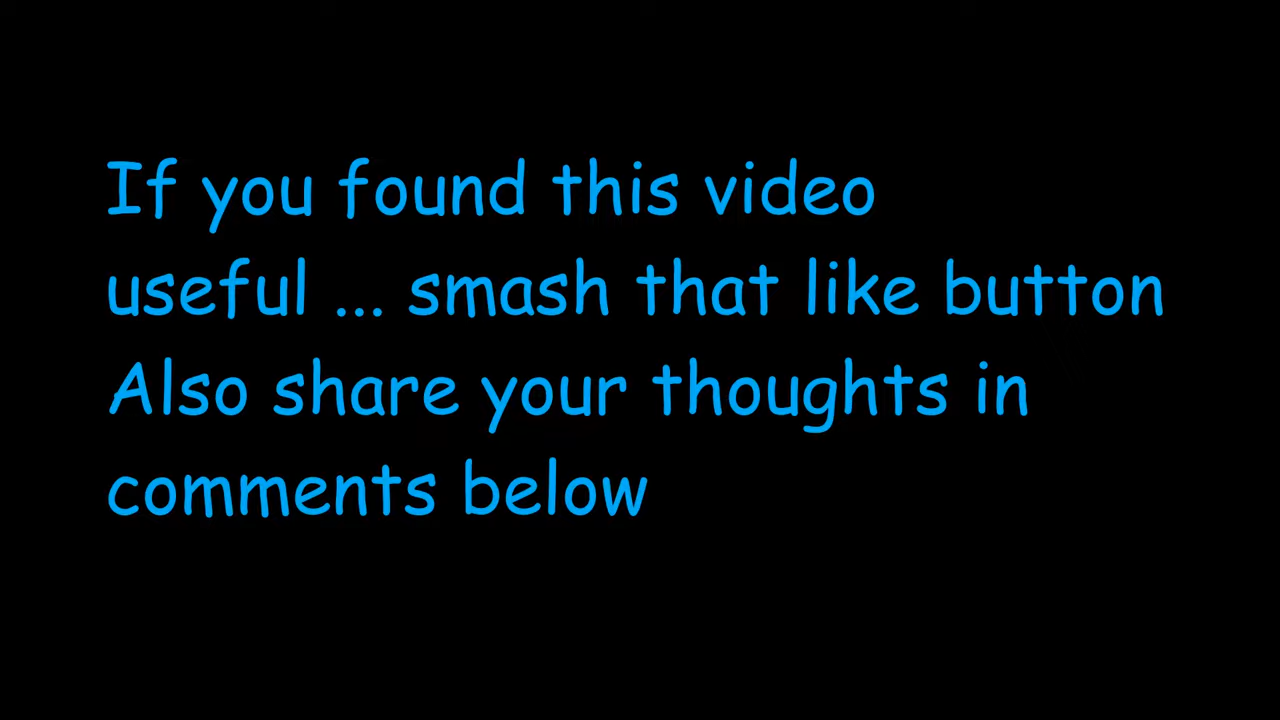 If you found this video
useful ... smash that like button
Also share your thoughts in
comments below